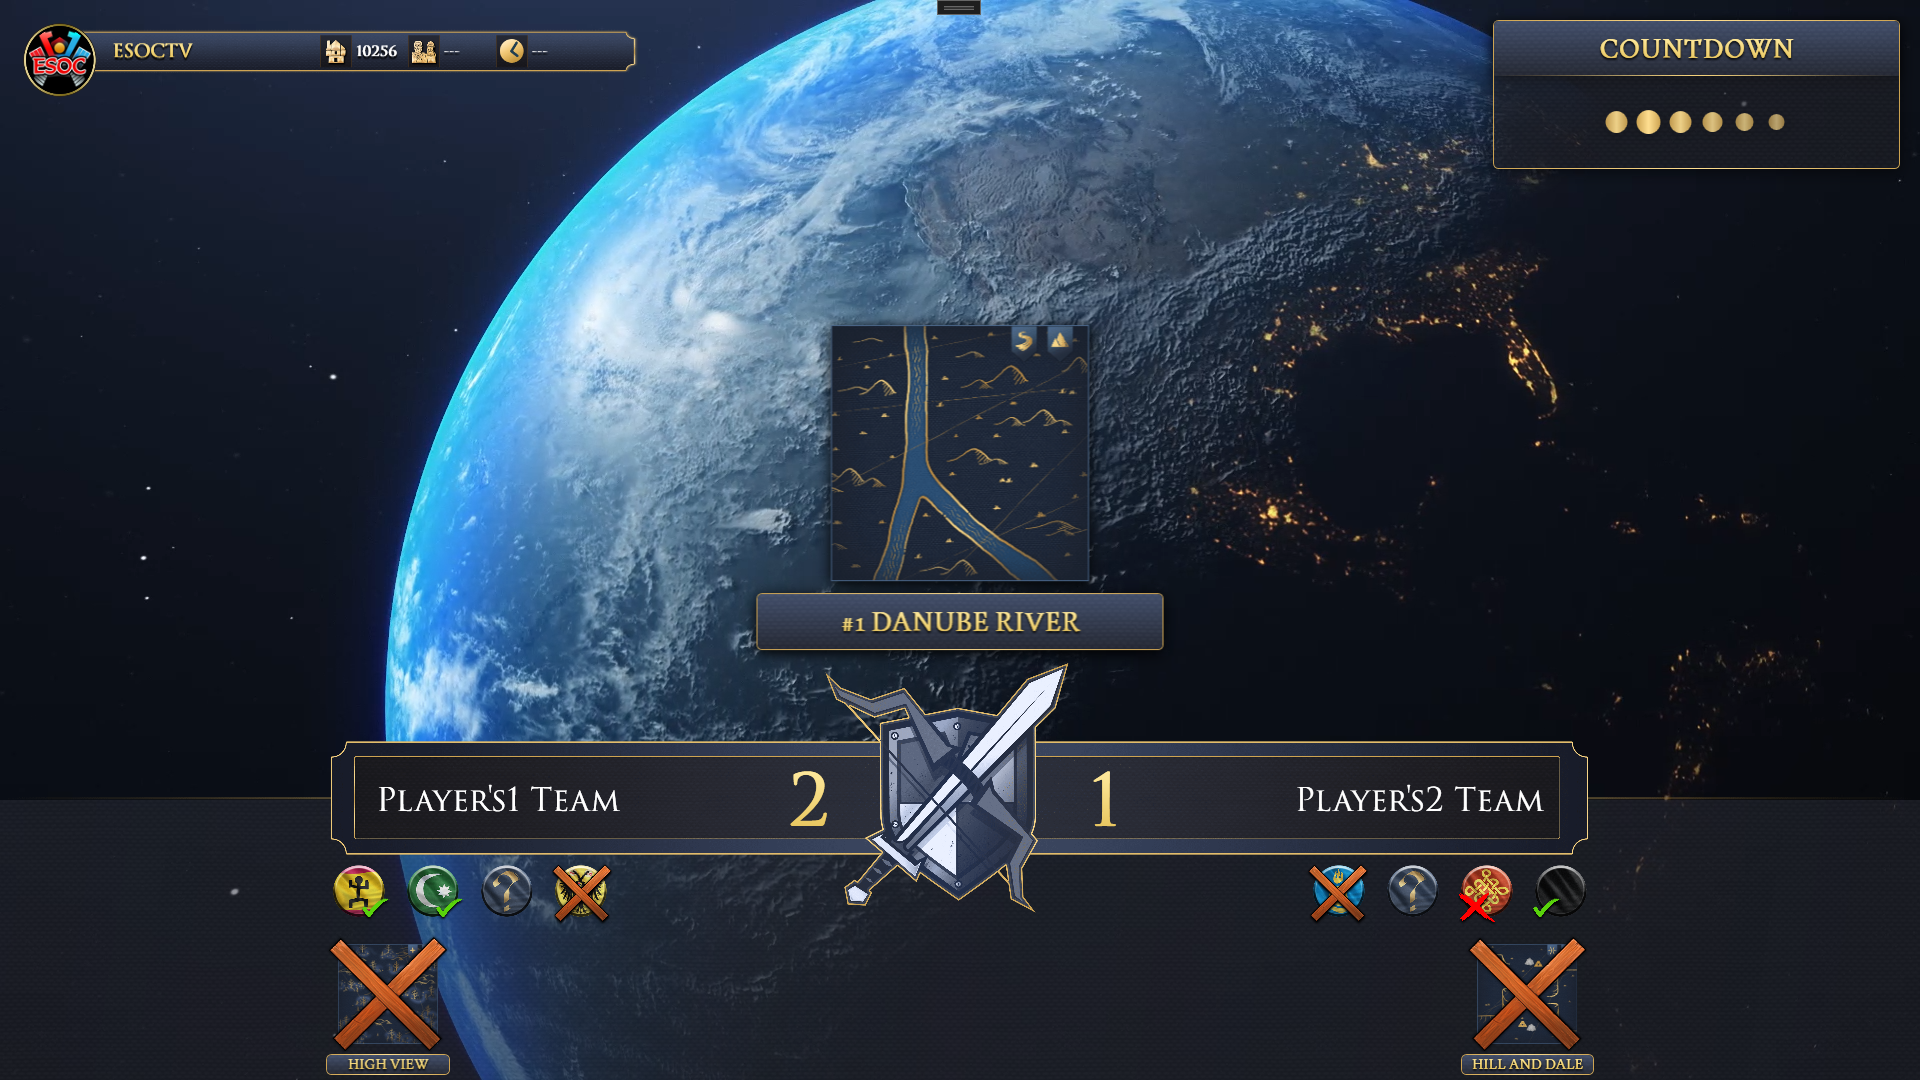 ESOC
ESOCTV
10256
---
---
COUNTDOWN
#1 DANUBE RIVER
PLAYER'S1 TEAM
2
1
PLAYER'S2 TEAM
?
?
HIGH VIEW
HILL AND DALE